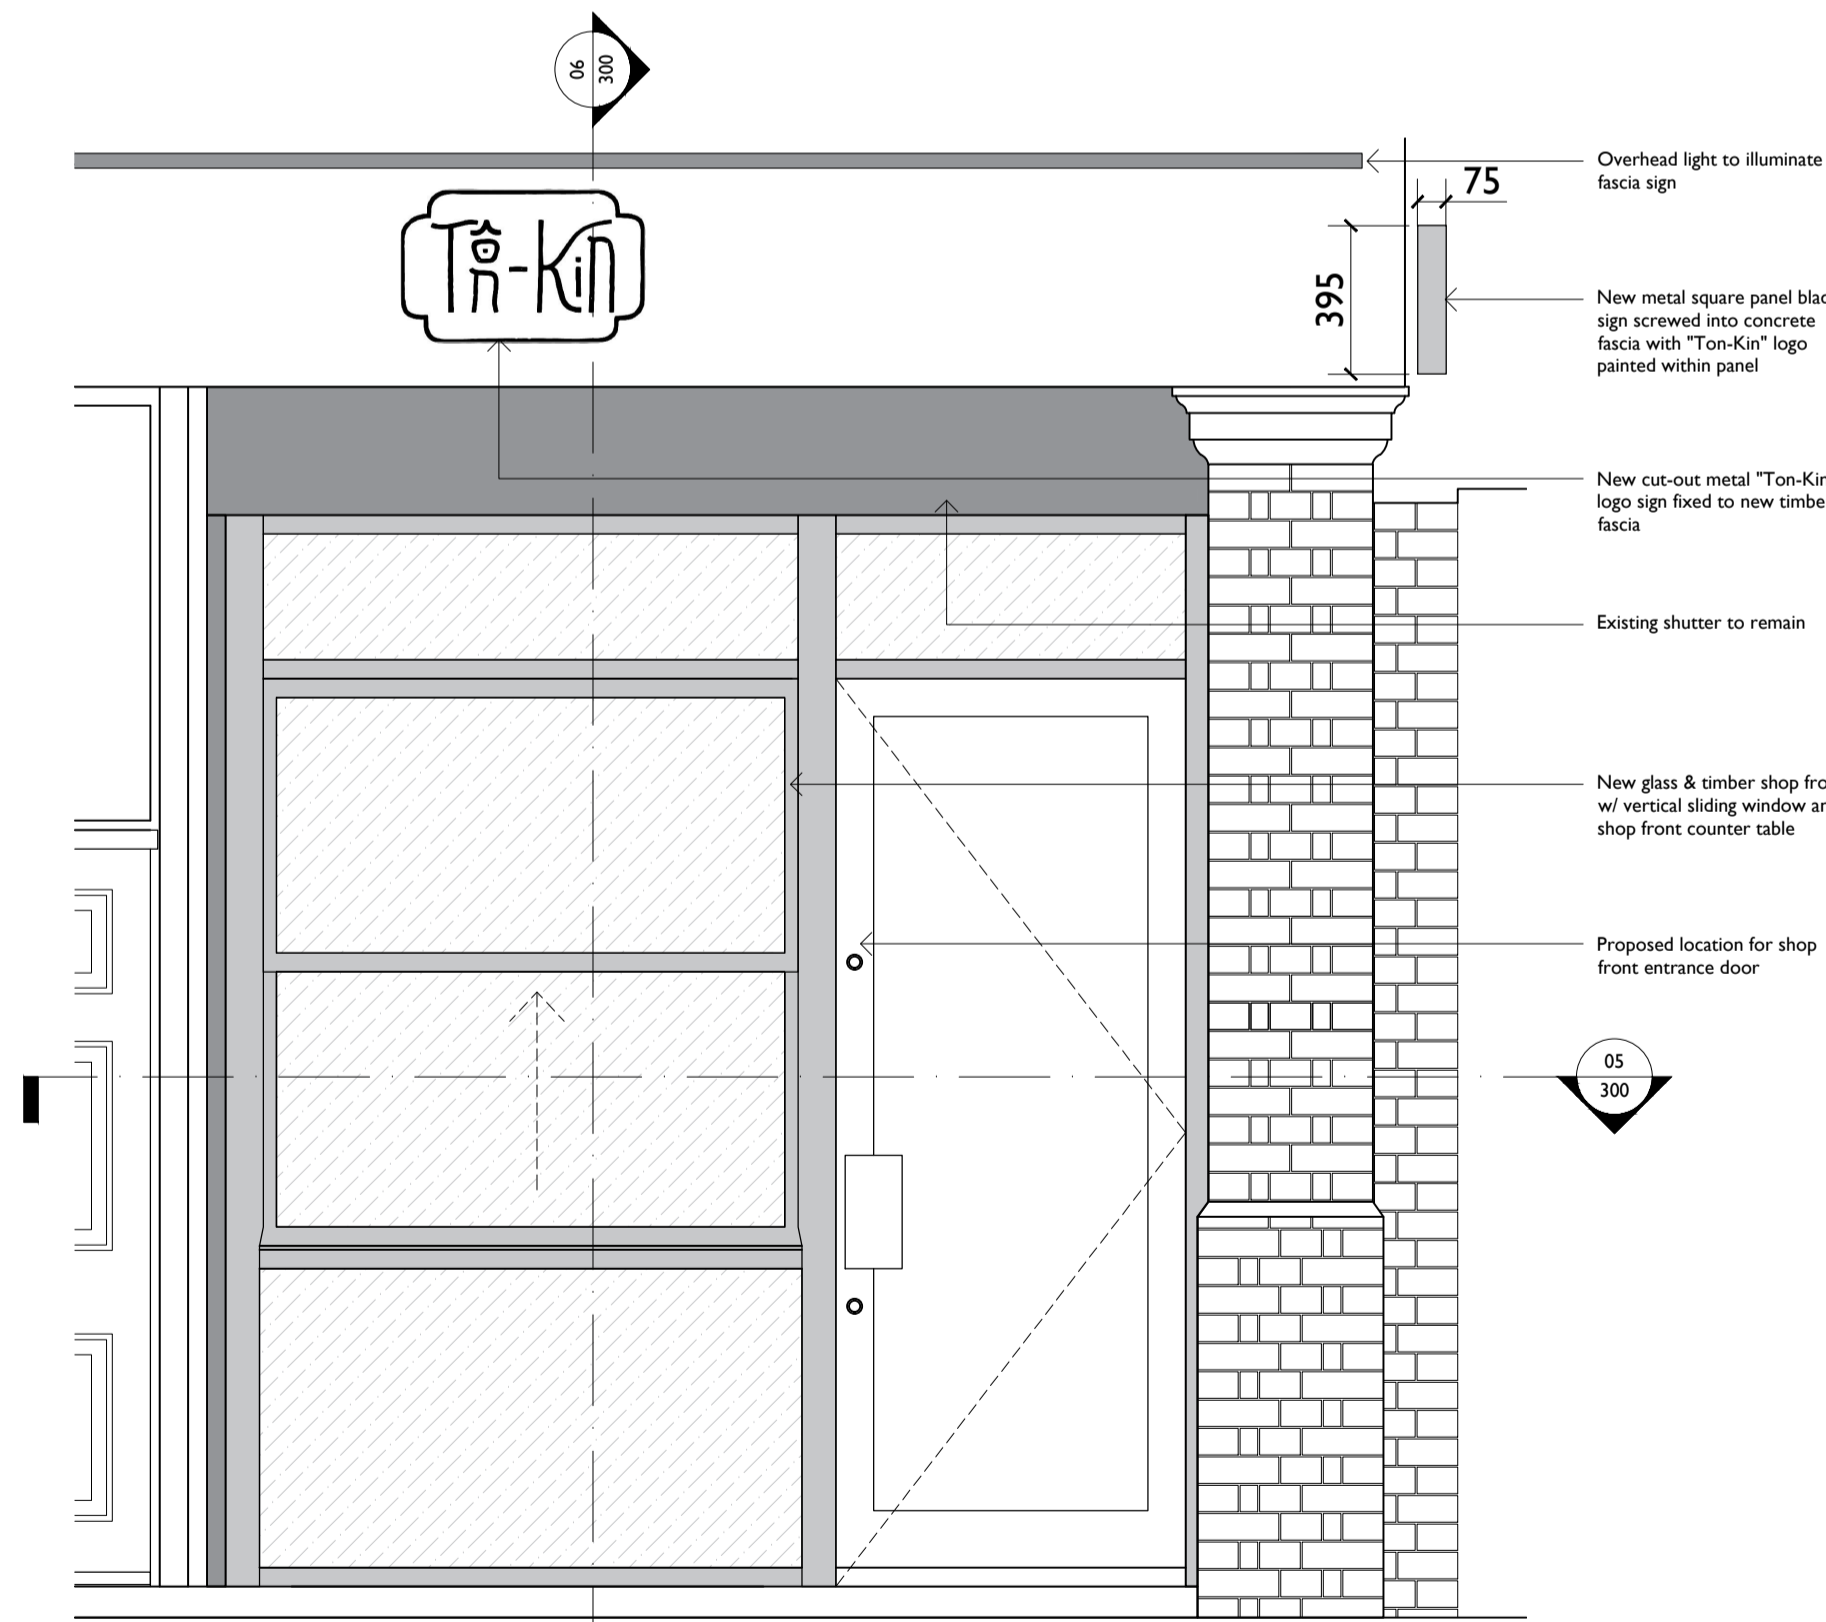 06
300
Overhead light to illuminate
fascia sign
75
395
Tôn-Kin
New metal square panel blac
sign screwed into concrete
fascia with "Ton-Kin" logo
painted within panel
New cut-out metal "Ton-Kin
logo sign fixed to new timbe
fascia
Existing shutter to remain
New glass & timber shop fro
w/ vertical sliding window an
shop front counter table
Proposed location for shop
front entrance door
05
300